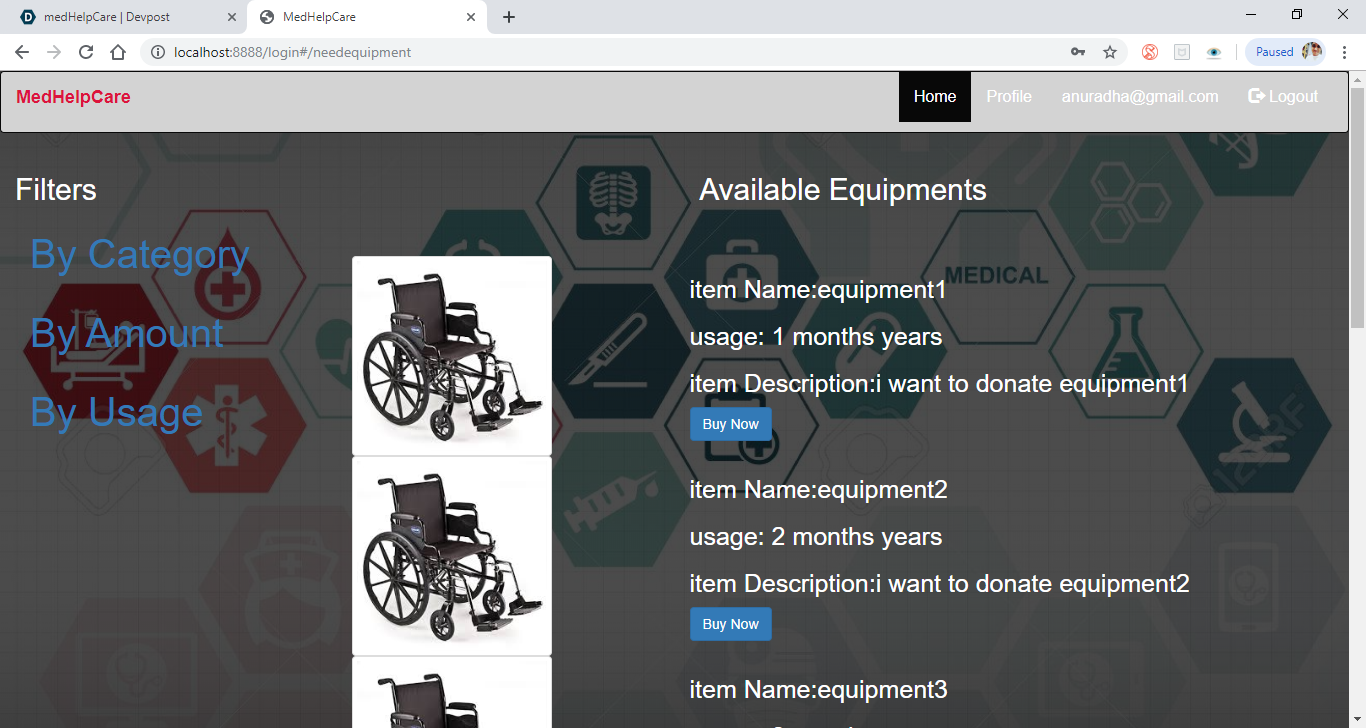 medHelpCare | Devpost
MedHelpCare
localhost:8888/login#/needequipment
Paused
MedHelpCare
Home
Profile
anuradha@gmail.com
Logout
Filters
Available Equipments
By Category
By Amount
By Usage
MEDICAL
item Name:equipment1
usage: 1 months years
item Description:i want to donate equipment1
Buy Now
item Name:equipment2
usage: 2 months years
item Description:i want to donate equipment2
Buy Now
item Name:equipment3